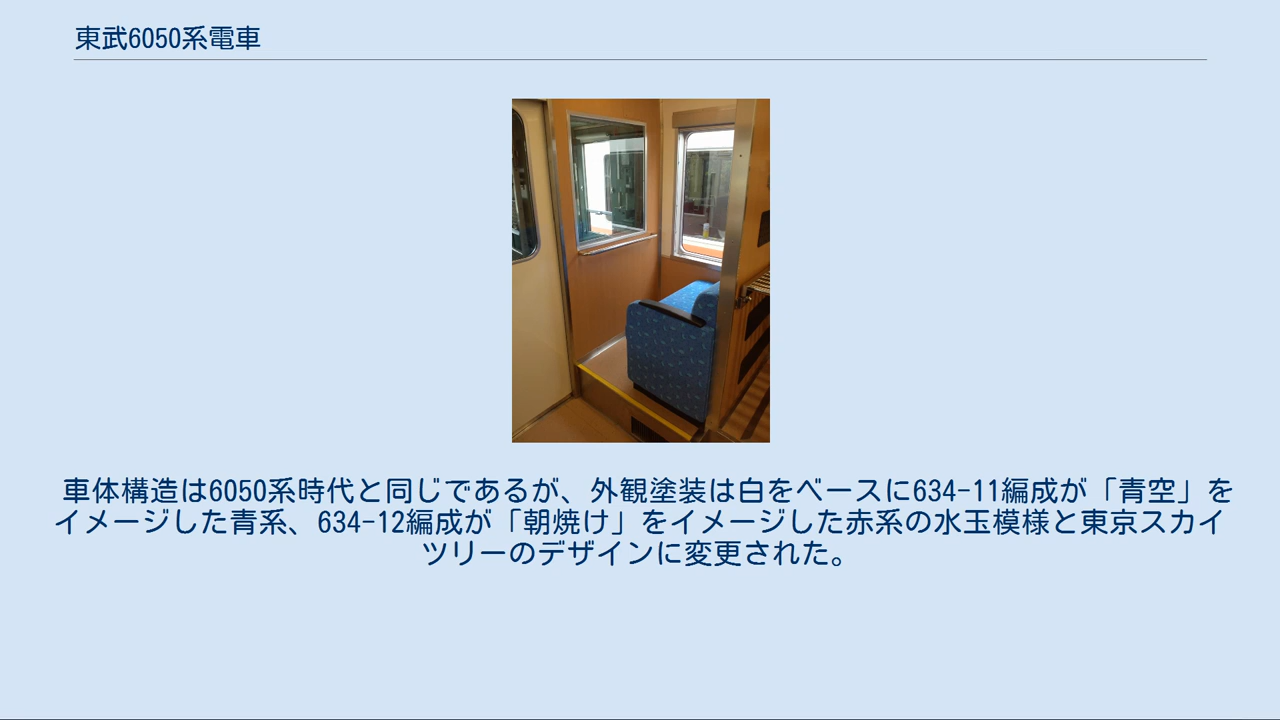 東武6050系電車
車体構造は6050系時代と同じであるが、外観塗装は白をベースに634-11編成が「青空」を
イメージした青系、634-12編成が「朝焼け」をイメージした赤系の水玉模様と東京スカイ
ツリーのデザインに変更された。